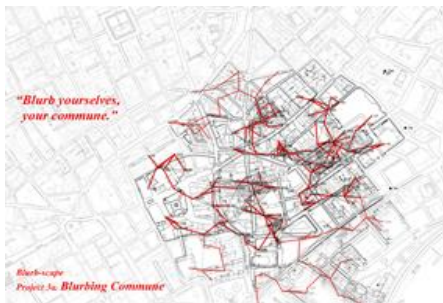 “Blurb yourselves,
your commune.”
Blurb-scape
Project 3a. Blurbing Commune